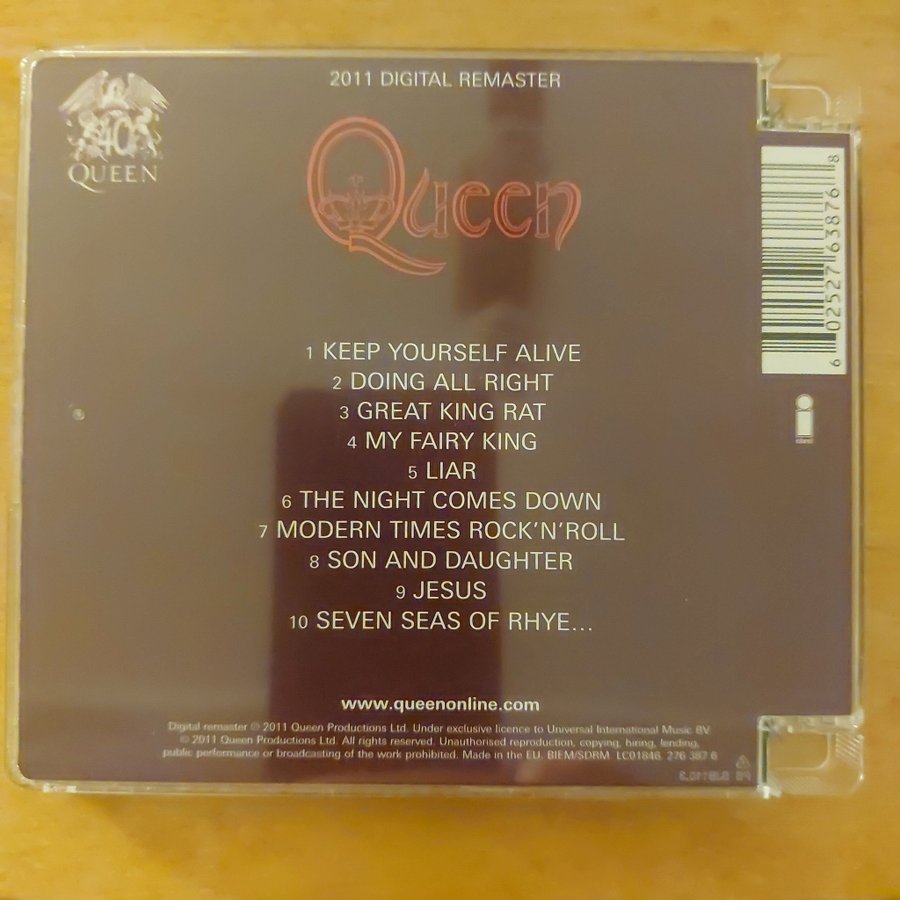 2011 DIGITAL REMASTER
40
QUEEN
Queen
1 KEEP YOURSELF ALIVE
2 DOING ALL RIGHT
3 GREAT KING RAT
4 MY FAIRY KING
5 LIAR
6 THE NIGHT COMES DOWN
7 MODERN TIMES ROCK'N'ROLL
8 SON AND DAUGHTER
9 JESUS
10 SEVEN SEAS OF RHYE...
www.queenonline.com
Digital remaster ℗ 2011 Queen Productions Ltd. Under exclusive licence to Universal International Music BV.
© 2011 Queen Productions Ltd. All rights reserved. Unauthorised reproduction, copying, hiring, lending,
public performance or broadcasting of the work prohibited. Made in the EU. BIEM/SDRM LC01846 276 387 6
6 02527 63876 8